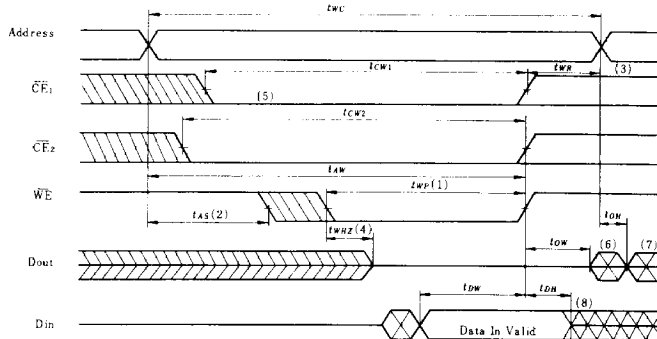 tWC
Address
tCW1
tWR
(3)
CE1
(5)
tCW2
CE2
tAW
tWP(1)
WE
tAS(2)
tWHZ(4)
tOH
tOW
(6)
(7)
Dout
tDW
tDH
(8)
Din
Data In Valid